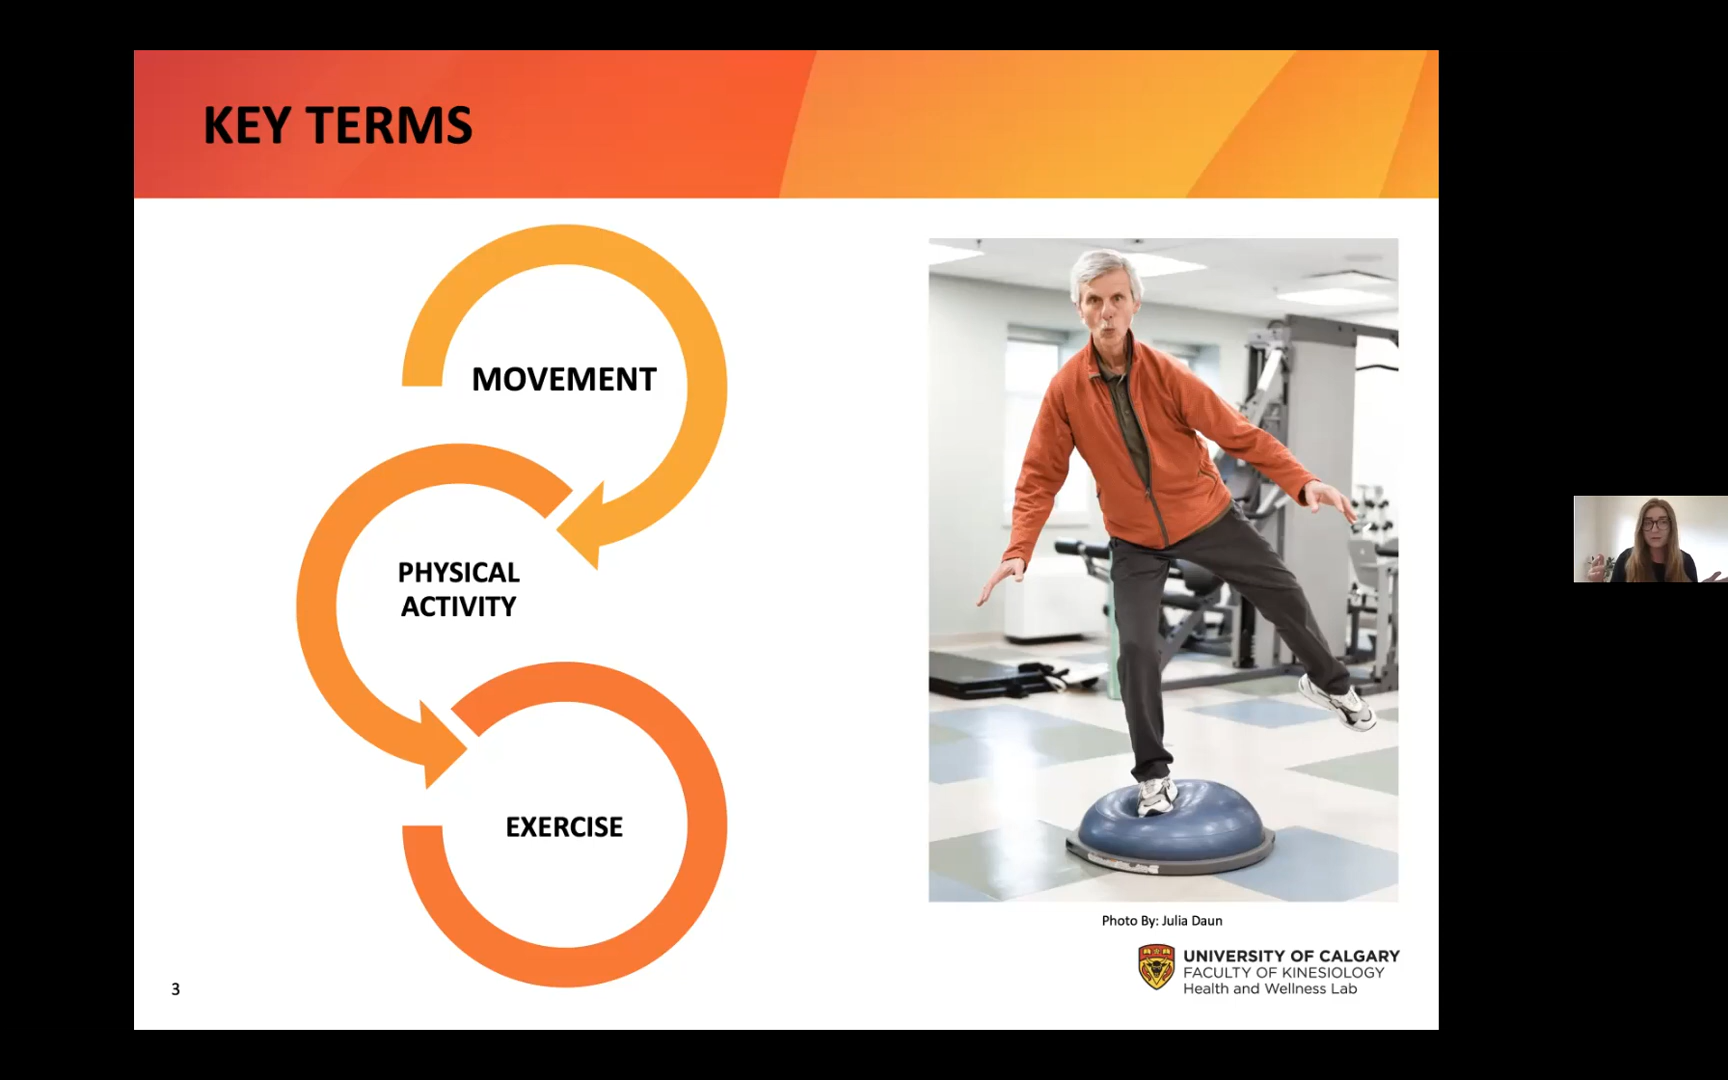 KEY TERMS
MOVEMENT
PHYSICAL
ACTIVITY
EXERCISE
Photo By: Julia Daun
UNIVERSITY OF CALGARY
FACULTY OF KINESIOLOGY
Health and Wellness Lab
3